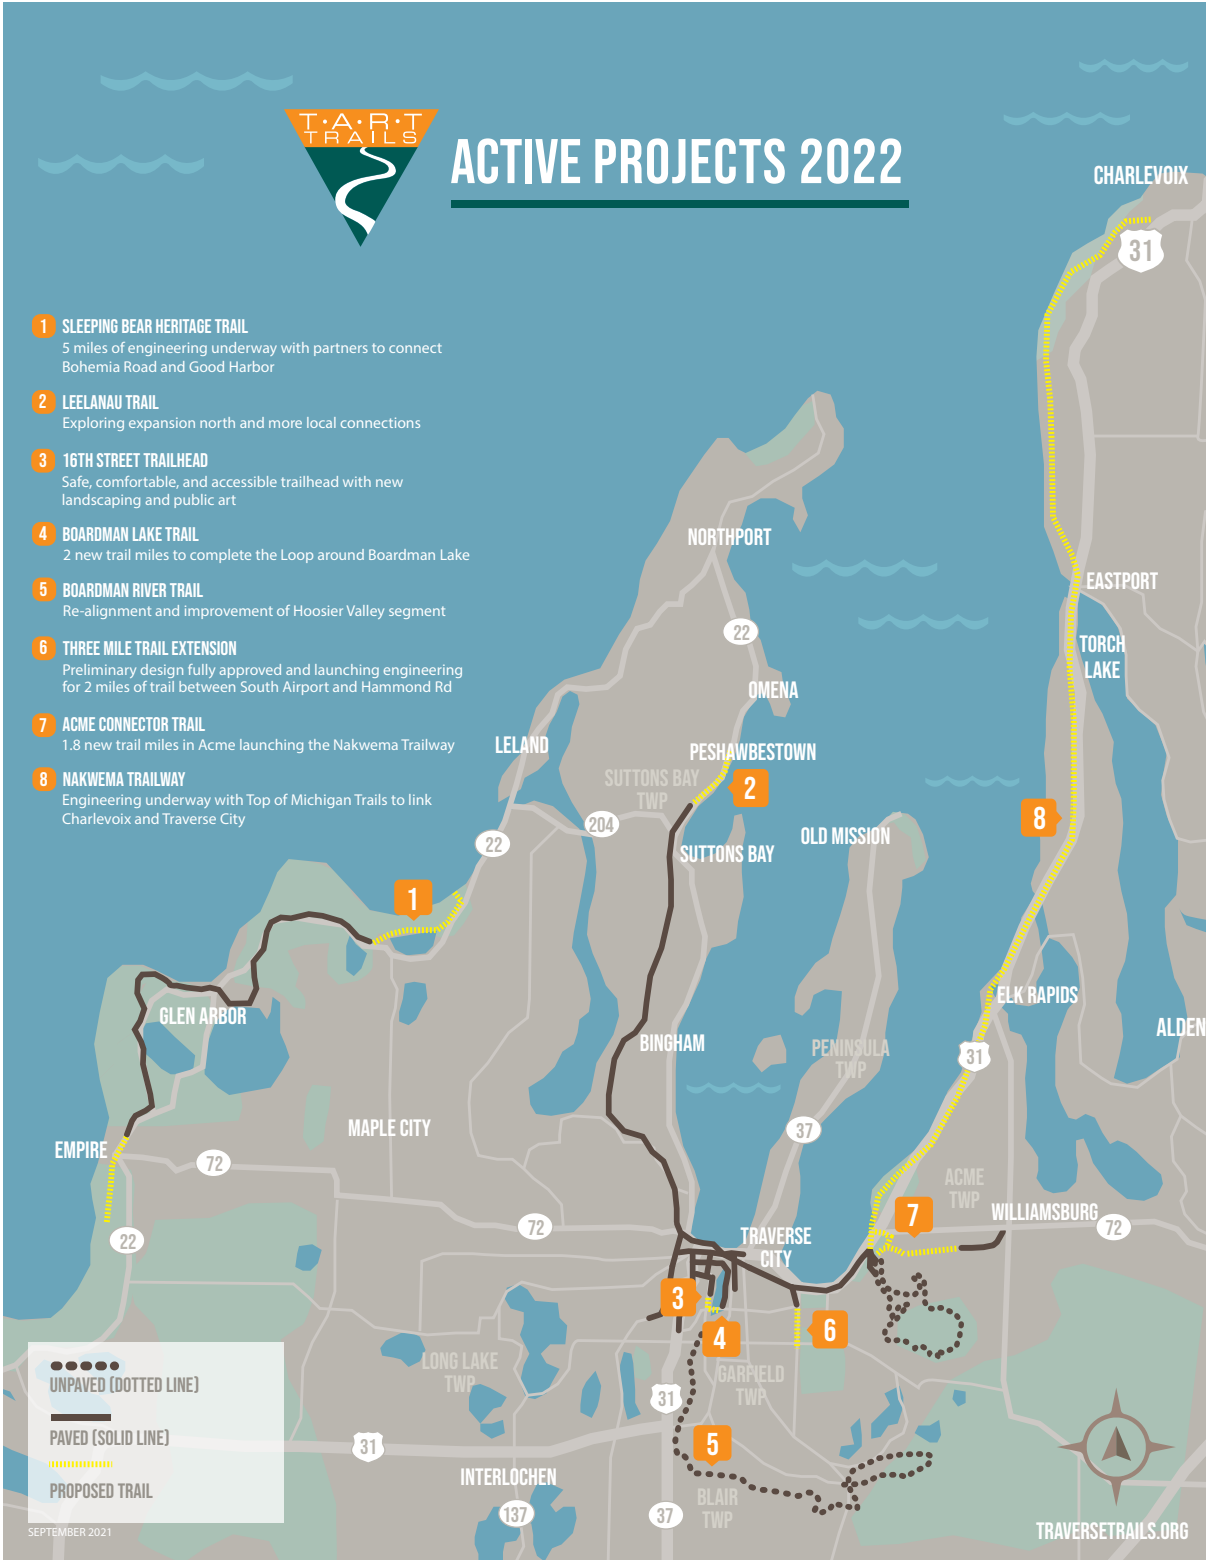 T·A·R·T
TRAILS
ACTIVE PROJECTS 2022
CHARLEVOIX
31
1 SLEEPING BEAR HERITAGE TRAIL
5 miles of engineering underway with partners to connect
Bohemia Road and Good Harbor
2 LEELANAU TRAIL
Exploring expansion north and more local connections
3 16TH STREET TRAILHEAD
Safe, comfortable, and accessible trailhead with new
landscaping and public art
4 BOARDMAN LAKE TRAIL
2 new trail miles to complete the Loop around Boardman Lake
5 BOARDMAN RIVER TRAIL
Re-alignment and improvement of Hoosier Valley segment
6 THREE MILE TRAIL EXTENSION
Preliminary design fully approved and launching engineering
for 2 miles of trail between South Airport and Hammond Rd
7 ACME CONNECTOR TRAIL
1.8 new trail miles in Acme launching the Nakwema Trailway
8 NAKWEMA TRAILWAY
Engineering underway with Top of Michigan Trails to link
Charlevoix and Traverse City
NORTHPORT
EASTPORT
22
TORCH
LAKE
OMENA
LELAND
PESHAWBESTOWN
SUTTONS BAY
TWP
2
8
204
22
OLD MISSION
SUTTONS BAY
1
ELK RAPIDS
GLEN ARBOR
ALDEN
BINGHAM
PENINSULA
TWP
31
MAPLE CITY
37
EMPIRE
72
ACME
TWP
7
WILLIAMSBURG
72
72
22
TRAVERSE
CITY
3
4
6
LONG LAKE
TWP
GARFIELD
TWP
31
5
31
INTERLOCHEN
BLAIR
TWP
137
37
UNPAVED (DOTTED LINE)
PAVED (SOLID LINE)
PROPOSED TRAIL
SEPTEMBER 2021
TRAVERSETRAILS.ORG